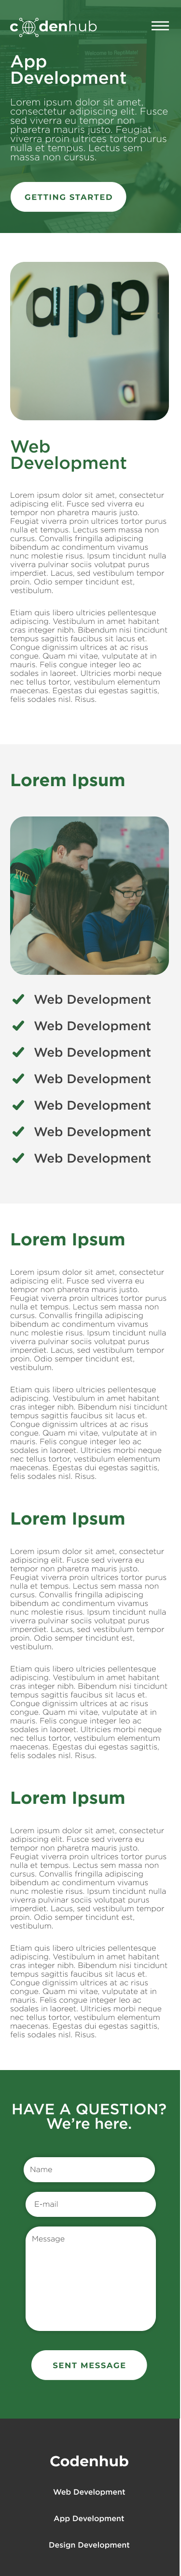 codenhub
App
Development
Lorem ipsum dolor sit amet,
consectetur adipiscing elit. Fusce
sed viverra eu tempor non
pharetra mauris justo. Feugiat
viverra proin ultrices tortor purus
nulla et tempus. Lectus sem
massa non cursus.
GETTING STARTED
app
Web
Development
Lorem ipsum dolor sit amet, consectetur
adipiscing elit. Fusce sed viverra eu
tempor non pharetra mauris justo.
Feugiat viverra proin ultrices tortor purus
nulla et tempus. Lectus sem massa non
cursus. Convallis fringilla adipiscing
bibendum ac condimentum vivamus
nunc molestie risus. Ipsum tincidunt nulla
viverra pulvinar sociis volutpat purus
imperdiet. Lacus, sed vestibulum tempor
proin. Odio semper tincidunt est,
vestibulum.
Etiam quis libero ultricies pellentesque
adipiscing. Vestibulum in amet habitant
cras integer nibh. Bibendum nisi tincidunt
tempus sagittis faucibus sit lacus et.
Congue dignissim ultrices at ac risus
congue. Quam mi vitae, vulputate at in
mauris. Felis congue integer leo ac
sodales in laoreet. Ultricies morbi neque
nec tellus tortor, vestibulum elementum
maecenas. Egestas dui egestas sagittis,
felis sodales nisl. Risus.
Lorem Ipsum
XVII
Web Development
Web Development
Web Development
Web Development
Web Development
Web Development
Web Development
Lorem Ipsum
Lorem ipsum dolor sit amet, consectetur
adipiscing elit. Fusce sed viverra eu
tempor non pharetra mauris justo.
Feugiat viverra proin ultrices tortor purus
nulla et tempus. Lectus sem massa non
cursus. Convallis fringilla adipiscing
bibendum ac condimentum vivamus
nunc molestie risus. Ipsum tincidunt nulla
viverra pulvinar sociis volutpat purus
imperdiet. Lacus, sed vestibulum tempor
proin. Odio semper tincidunt est,
vestibulum.
Etiam quis libero ultricies pellentesque
adipiscing. Vestibulum in amet habitant
cras integer nibh. Bibendum nisi tincidunt
tempus sagittis faucibus sit lacus et.
Congue dignissim ultrices at ac risus
congue. Quam mi vitae, vulputate at in
mauris. Felis congue integer leo ac
sodales in laoreet. Ultricies morbi neque
nec tellus tortor, vestibulum elementum
maecenas. Egestas dui egestas sagittis,
felis sodales nisl. Risus.
Lorem Ipsum
Lorem ipsum dolor sit amet, consectetur
adipiscing elit. Fusce sed viverra eu
tempor non pharetra mauris justo.
Feugiat viverra proin ultrices tortor purus
nulla et tempus. Lectus sem massa non
cursus. Convallis fringilla adipiscing
bibendum ac condimentum vivamus
nunc molestie risus. Ipsum tincidunt nulla
viverra pulvinar sociis volutpat purus
imperdiet. Lacus, sed vestibulum tempor
proin. Odio semper tincidunt est,
vestibulum.
Etiam quis libero ultricies pellentesque
adipiscing. Vestibulum in amet habitant
cras integer nibh. Bibendum nisi tincidunt
tempus sagittis faucibus sit lacus et.
Congue dignissim ultrices at ac risus
congue. Quam mi vitae, vulputate at in
mauris. Felis congue integer leo ac
sodales in laoreet. Ultricies morbi neque
nec tellus tortor, vestibulum elementum
maecenas. Egestas dui egestas sagittis,
felis sodales nisl. Risus.
Lorem Ipsum
Lorem ipsum dolor sit amet, consectetur
adipiscing elit. Fusce sed viverra eu
tempor non pharetra mauris justo.
Feugiat viverra proin ultrices tortor purus
nulla et tempus. Lectus sem massa non
cursus. Convallis fringilla adipiscing
bibendum ac condimentum vivamus
nunc molestie risus. Ipsum tincidunt nulla
viverra pulvinar sociis volutpat purus
imperdiet. Lacus, sed vestibulum tempor
proin. Odio semper tincidunt est,
vestibulum.
Etiam quis libero ultricies pellentesque
adipiscing. Vestibulum in amet habitant
cras integer nibh. Bibendum nisi tincidunt
tempus sagittis faucibus sit lacus et.
Congue dignissim ultrices at ac risus
congue. Quam mi vitae, vulputate at in
mauris. Felis congue integer leo ac
sodales in laoreet. Ultricies morbi neque
nec tellus tortor, vestibulum elementum
maecenas. Egestas dui egestas sagittis,
felis sodales nisl. Risus.
HAVE A QUESTION?
We're here.
Name
E-mail
Message
SENT MESSAGE
Codenhub
Web Development
App Development
Design Development